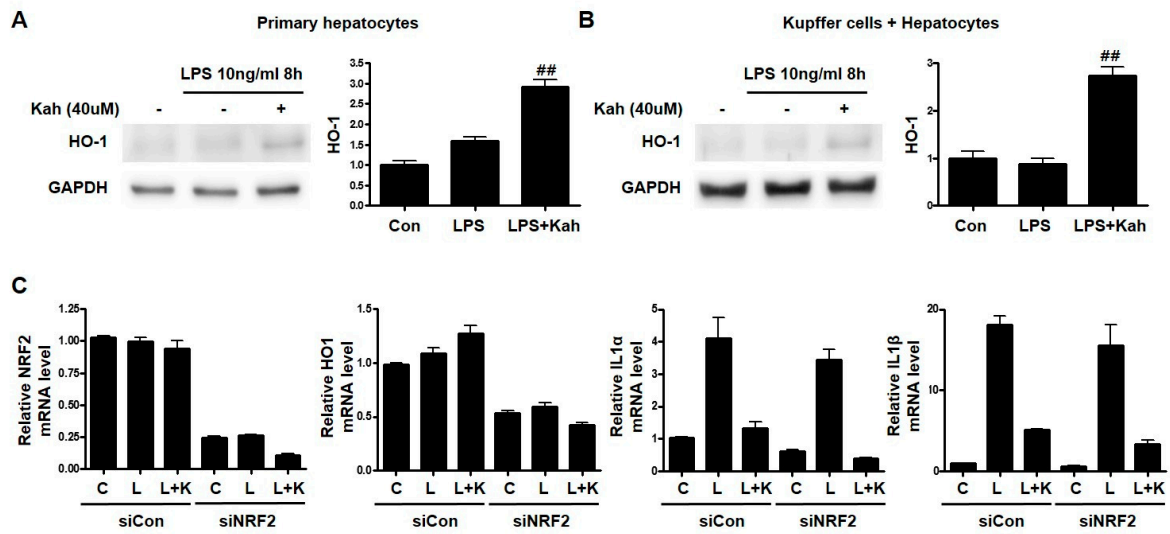 A
Primary hepatocytes
LPS 10ng/ml 8h
Kah (40uM) - - +
HO-1
GAPDH
HO-1
3.5
3.0
2.5
2.0
1.5
1.0
0.5
0.0
##
Con LPS LPS+Kah
B
Kupffer cells + Hepatocytes
LPS 10ng/ml 8h
Kah (40uM) - - +
HO-1
GAPDH
HO-1
3
2
1
0
##
Con LPS LPS+Kah
C
Relative NRF2
mRNA level
1.25
1.00
0.75
0.50
0.25
0.00
C L L+K C L L+K
siCon siNRF2
Relative HO1
mRNA level
1.5
1.0
0.5
0.0
C L L+K C L L+K
siCon siNRF2
Relative IL1α
mRNA level
5
4
3
2
1
0
C L L+K C L L+K
siCon siNRF2
Relative IL1β
mRNA level
20
10
0
C L L+K C L L+K
siCon siNRF2